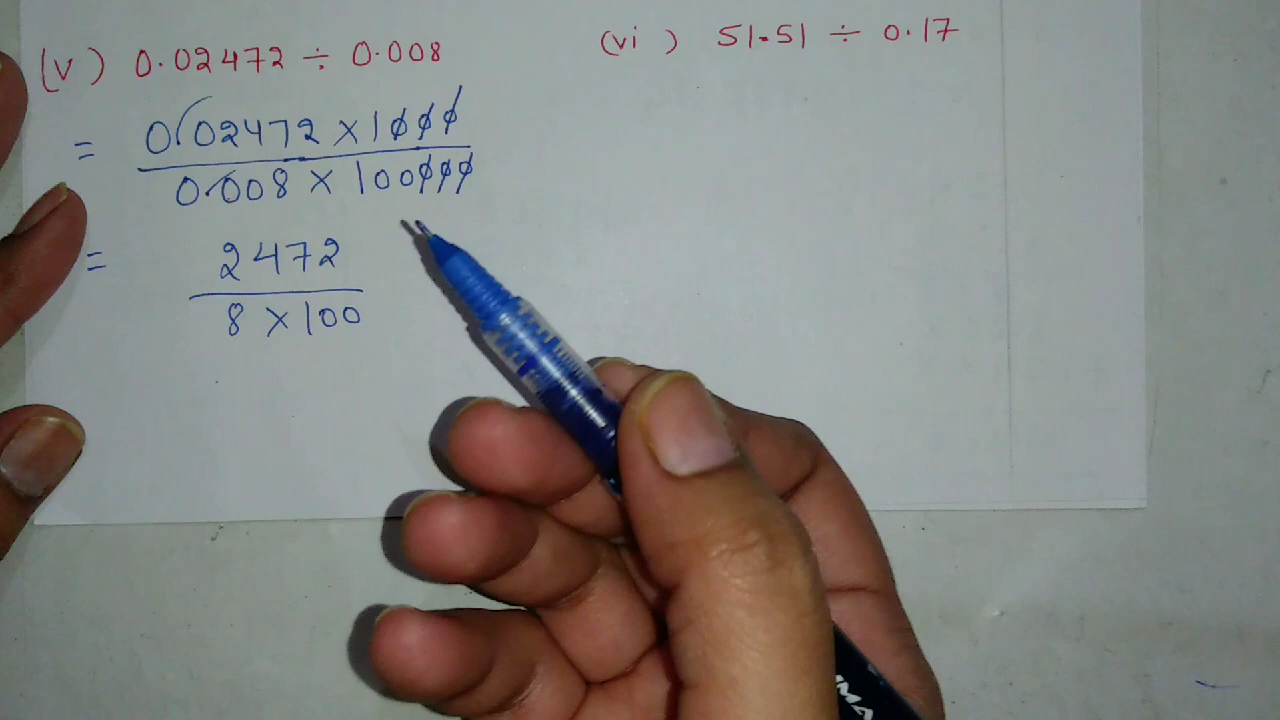 (v) 0.02472 ÷ 0.008
= 0.02472 × 1000
0.008 × 100000
= 2472
8 × 100
(vi) 51.51 ÷ 0.17